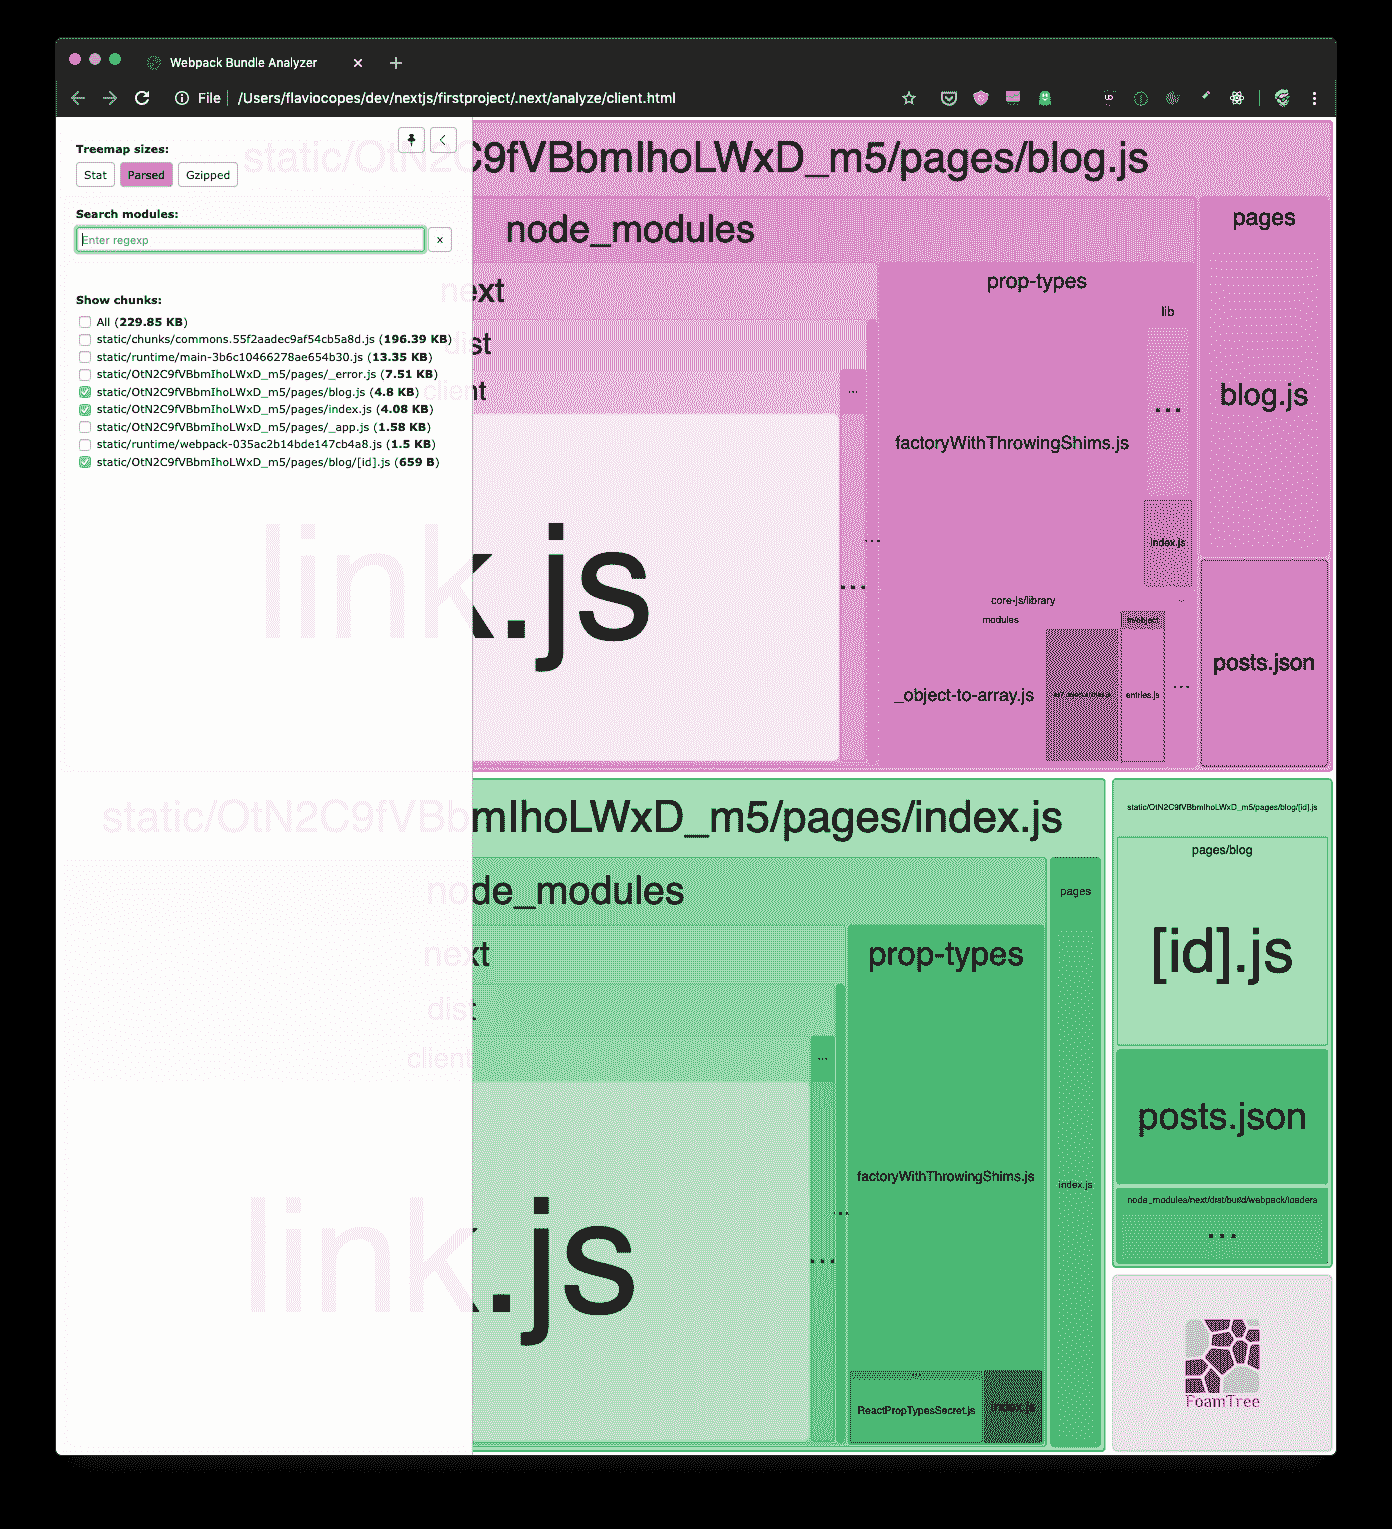 Webpack Bundle Analyzer
File /Users/flaviocopes/dev/nextjs/firstproject/.next/analyze/client.html
Treemap sizes:
Stat Parsed Gzipped
Search modules:
Enter regexp
Show chunks:
All (229.85 KB)
static/chunks/commons.55f2aadec9af54cb5a8d.js (196.39 KB)
static/runtime/main-3b6c10466278ae654b30.js (13.35 KB)
static/OtN2C9fVBbmIhoLWxD_m5/pages/_error.js (7.51 KB)
static/OtN2C9fVBbmIhoLWxD_m5/pages/blog.js (4.8 KB)
static/OtN2C9fVBbmIhoLWxD_m5/pages/index.js (4.08 KB)
static/OtN2C9fVBbmIhoLWxD_m5/pages/_app.js (1.58 KB)
static/runtime/webpack-035ac2b14bde147cb4a8.js (1.5 KB)
static/OtN2C9fVBbmIhoLWxD_m5/pages/blog/[id].js (659 B)
static/OtN2C9fVBbmIhoLWxD_m5/pages/blog.js
node_modules
next
dist
client
link.js
...
...
...
prop-types
lib
...
factoryWithThrowingShims.js
index.js
core-js/library
...
modules
_object-to-array.js
entries.js
...
pages
blog.js
posts.json
static/OtN2C9fVBbmIhoLWxD_m5/pages/index.js
node_modules
next
dist
client
link.js
...
...
...
prop-types
factoryWithThrowingShims.js
...
ReactPropTypesSecret.js
index.js
pages
index.js
static/OtN2C9fVBbmIhoLWxD_m5/pages/blog/[id].js
pages/blog
[id].js
posts.json
node_modules/next/dist/build/webpack/loaders
...
FoamTree